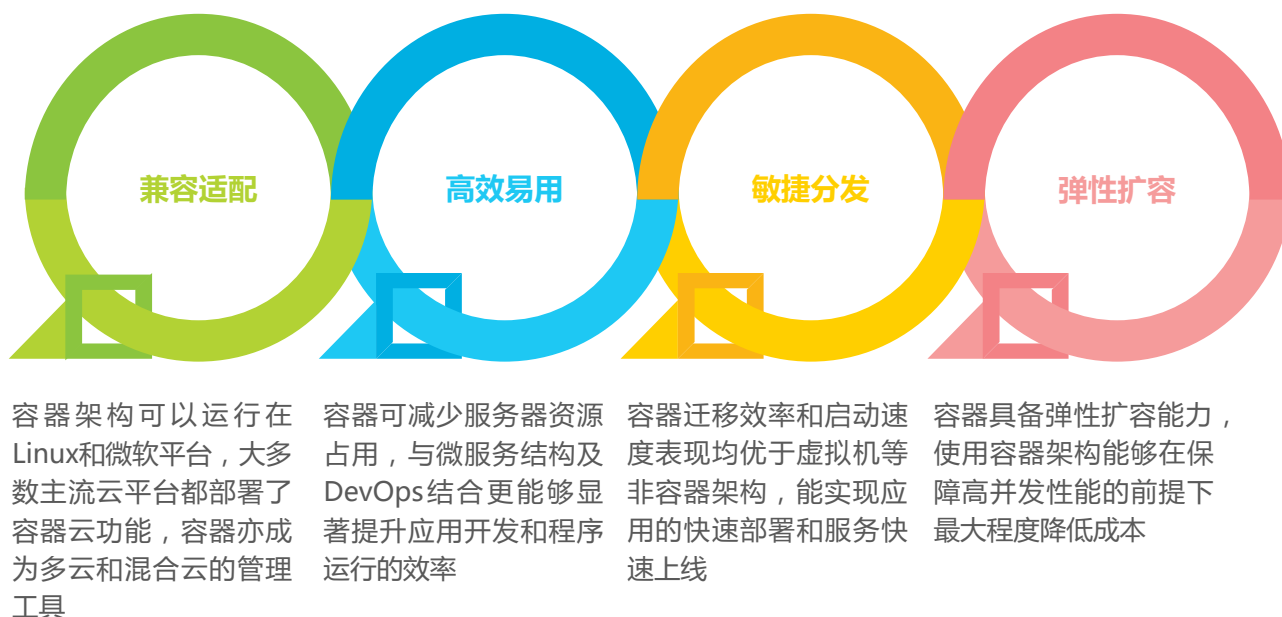 兼容适配
高效易用
敏捷分发
弹性扩容
容器架构可以运行在
Linux和微软平台，大多
数主流云平台都部署了
容器云功能，容器亦成
为多云和混合云的管理
工具
容器可减少服务器资源
占用，与微服务结构及
DevOps结合更能够显
著提升应用开发和程序
运行的效率
容器迁移效率和启动速
度表现均优于虚拟机等
非容器架构，能实现应
用的快速部署和服务快
速上线
容器具备弹性扩容能力，
使用容器架构能够在保
障高并发性能的前提下
最大程度降低成本